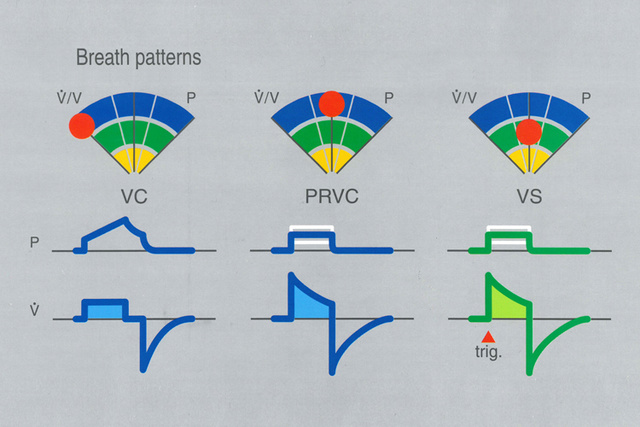 Breath patterns
V̇/V P V̇/V P V̇/V P
VC PRVC VS
P
V̇
trig.